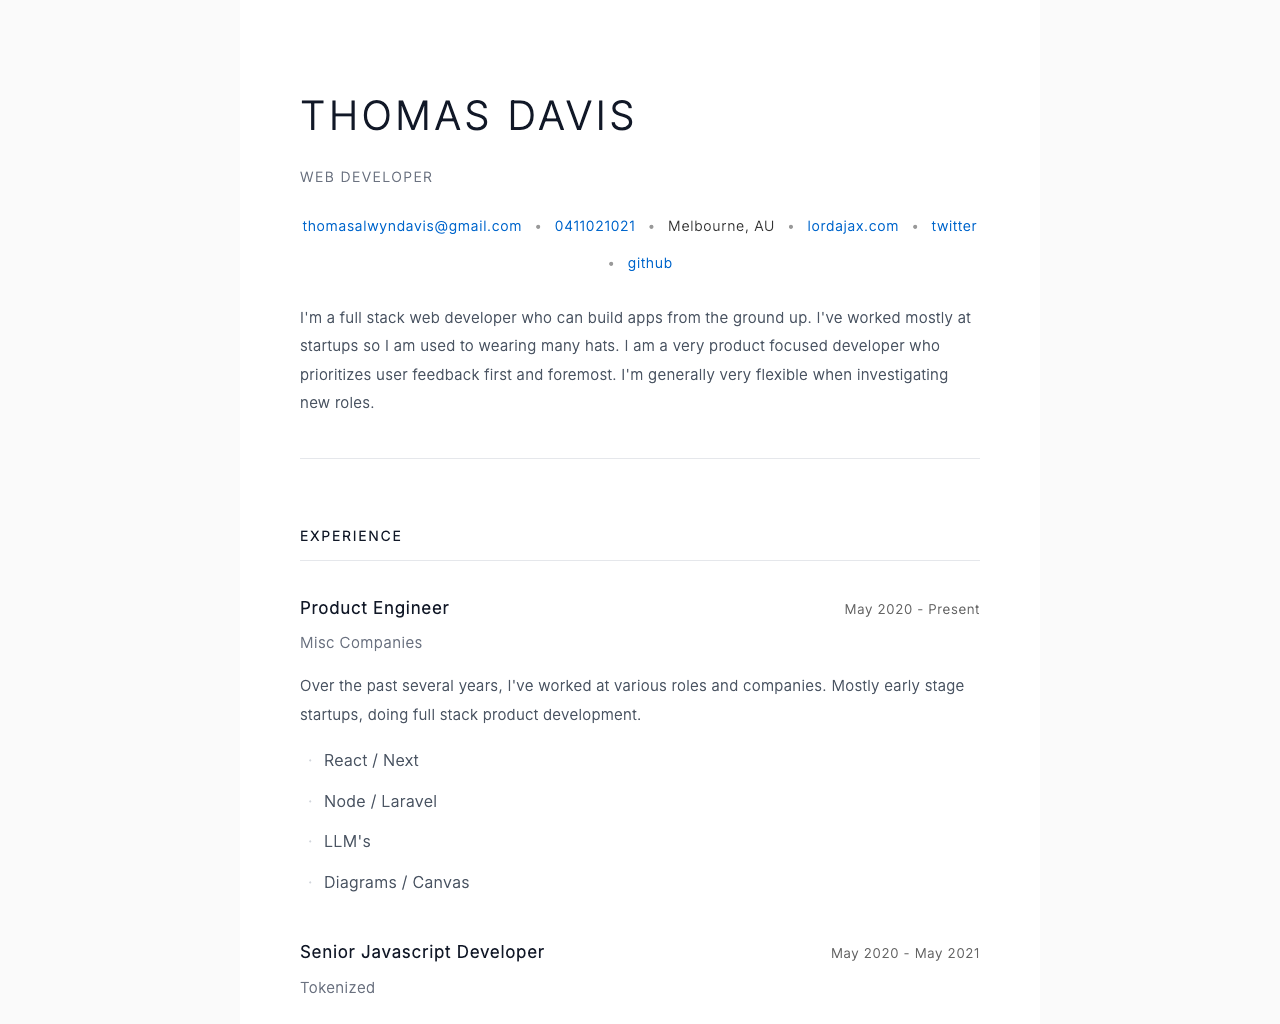 THOMAS DAVIS
WEB DEVELOPER
thomasalwyndavis@gmail.com • 0411021021 • Melbourne, AU • lordajax.com • twitter
• github
I'm a full stack web developer who can build apps from the ground up. I've worked mostly at
startups so I am used to wearing many hats. I am a very product focused developer who
prioritizes user feedback first and foremost. I'm generally very flexible when investigating
new roles.
EXPERIENCE
Product Engineer May 2020 - Present
Misc Companies
Over the past several years, I've worked at various roles and companies. Mostly early stage
startups, doing full stack product development.
· React / Next
· Node / Laravel
· LLM's
· Diagrams / Canvas
Senior Javascript Developer May 2020 - May 2021
Tokenized